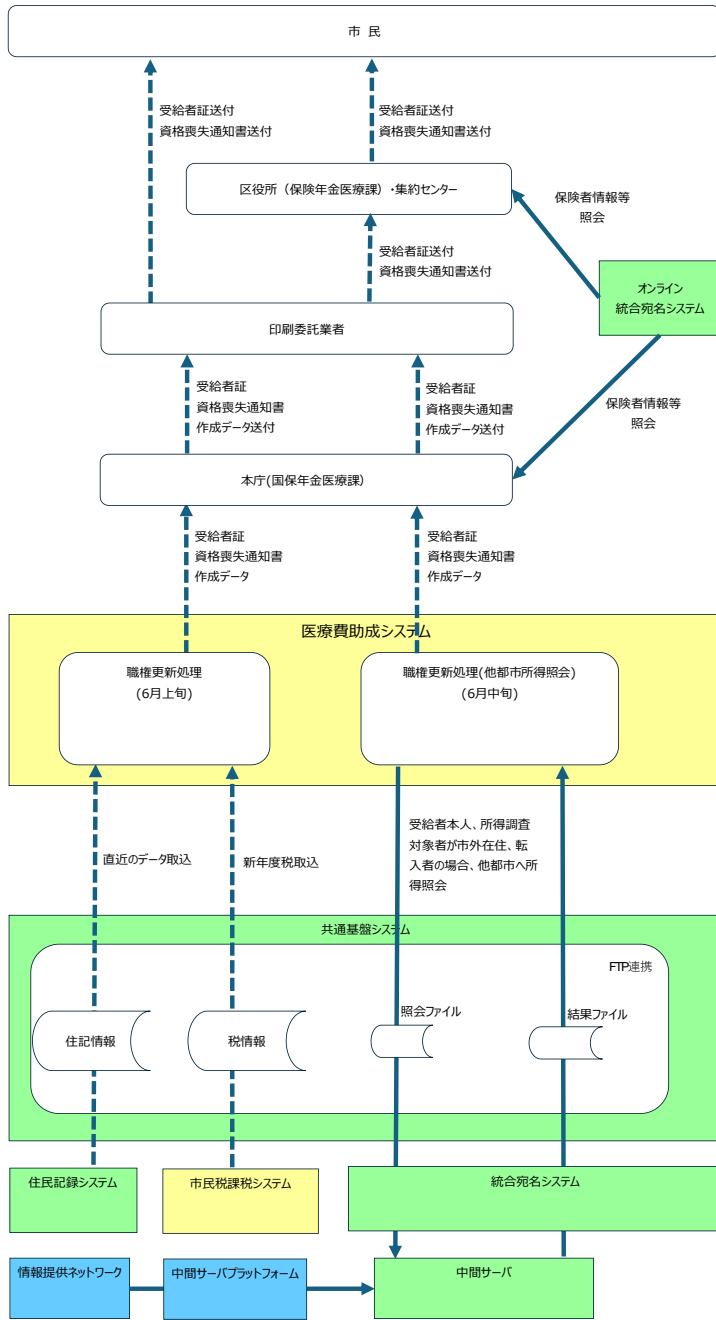 市 民
受給者証送付
資格喪失通知書送付
受給者証送付
資格喪失通知書送付
区役所（保険年金医療課）・集約センター
保険者情報等
照会
受給者証送付
資格喪失通知書送付
オンライン
統合宛名システム
印刷委託業者
受給者証
資格喪失通知書
作成データ送付
受給者証
資格喪失通知書
作成データ送付
保険者情報等
照会
本庁(国保年金医療課）
受給者証
資格喪失通知書
作成データ
受給者証
資格喪失通知書
作成データ
医療費助成システム
職権更新処理
(6月上旬)
職権更新処理(他都市所得照会)
(6月中旬)
直近のデータ取込
新年度税取込
受給者本人、所得調査
対象者が市外在住、転
入者の場合、他都市へ所
得照会
共通基盤システム
FTP連携
住記情報
税情報
照会ファイル
結果ファイル
住民記録システム
市民税課税システム
統合宛名システム
情報提供ネットワーク
中間サーバプラットフォーム
中間サーバ